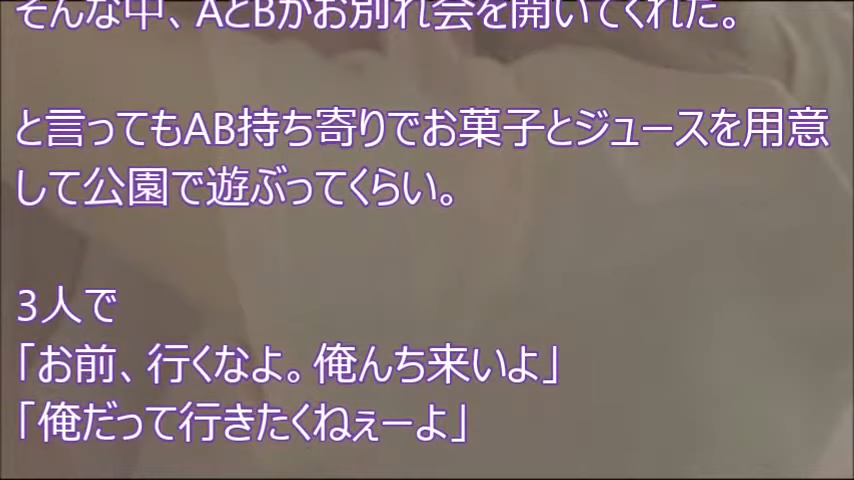 そんな中、AとBがお別れ会を開いてくれた。
と言ってもAB持ち寄りでお菓子とジュースを用意
して公園で遊ぶってくらい。
３人で
「お前、行くなよ。俺んち来いよ」
「俺だって行きたくねぇーよ」